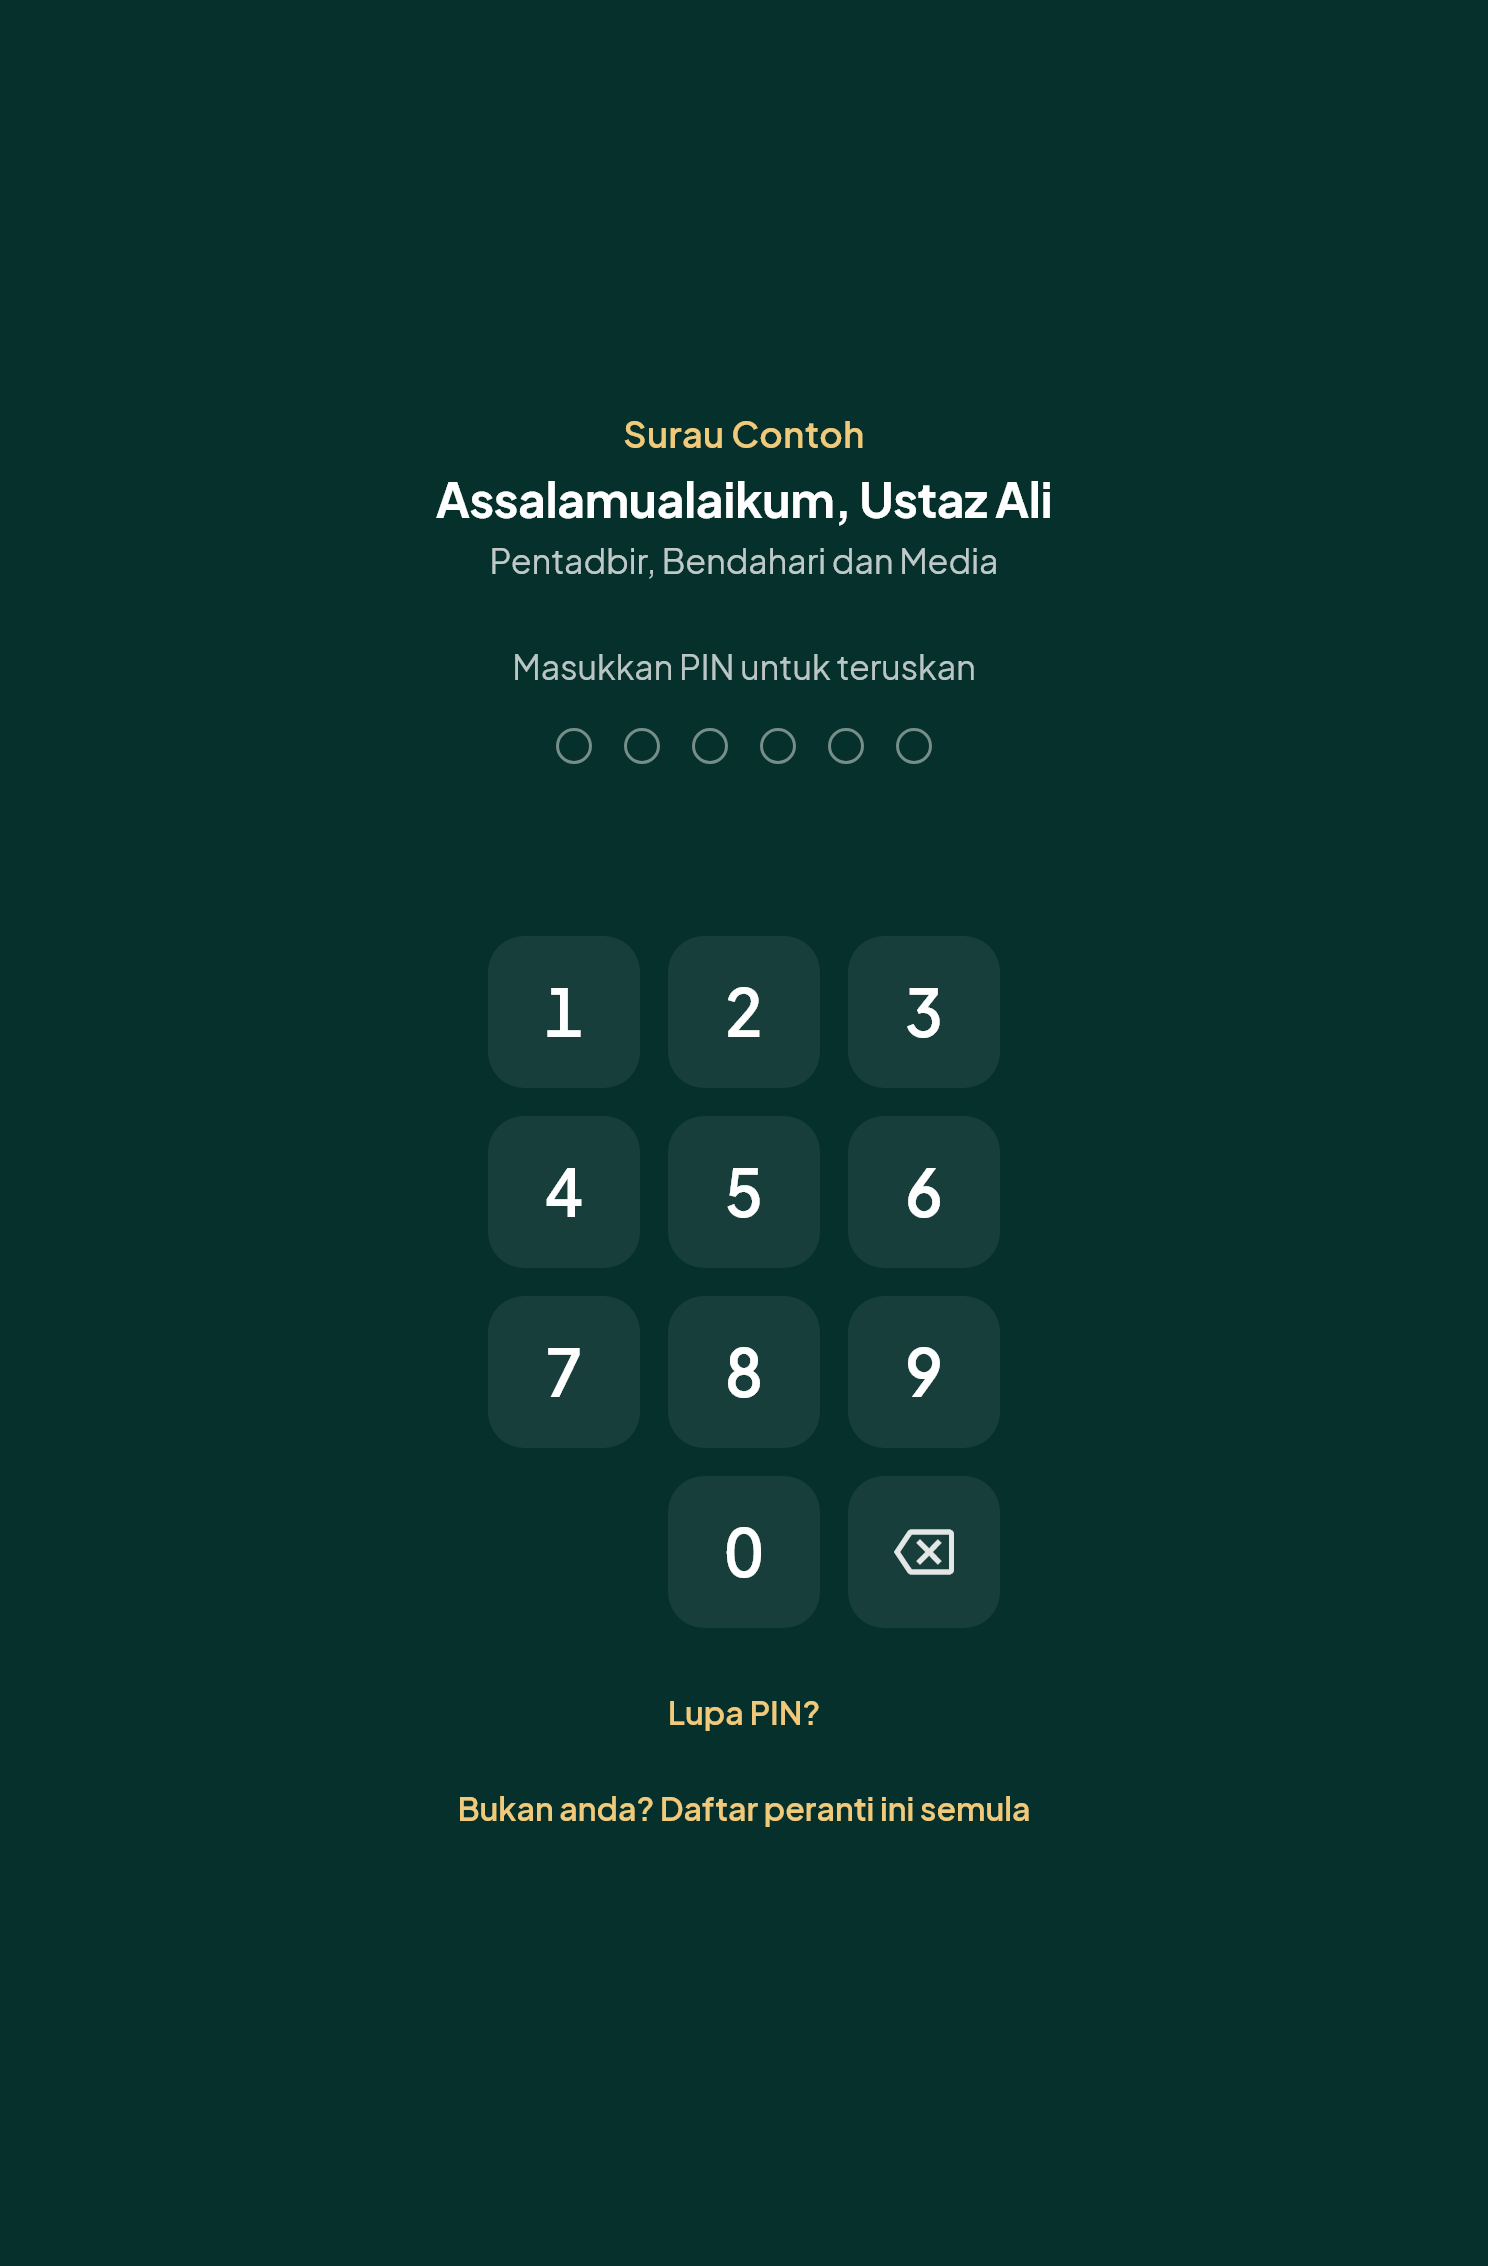 Surau Contoh
Assalamualaikum, Ustaz Ali
Pentadbir, Bendahari dan Media
Masukkan PIN untuk teruskan
1 2 3
4 5 6
7 8 9
0
Lupa PIN?
Bukan anda? Daftar peranti ini semula